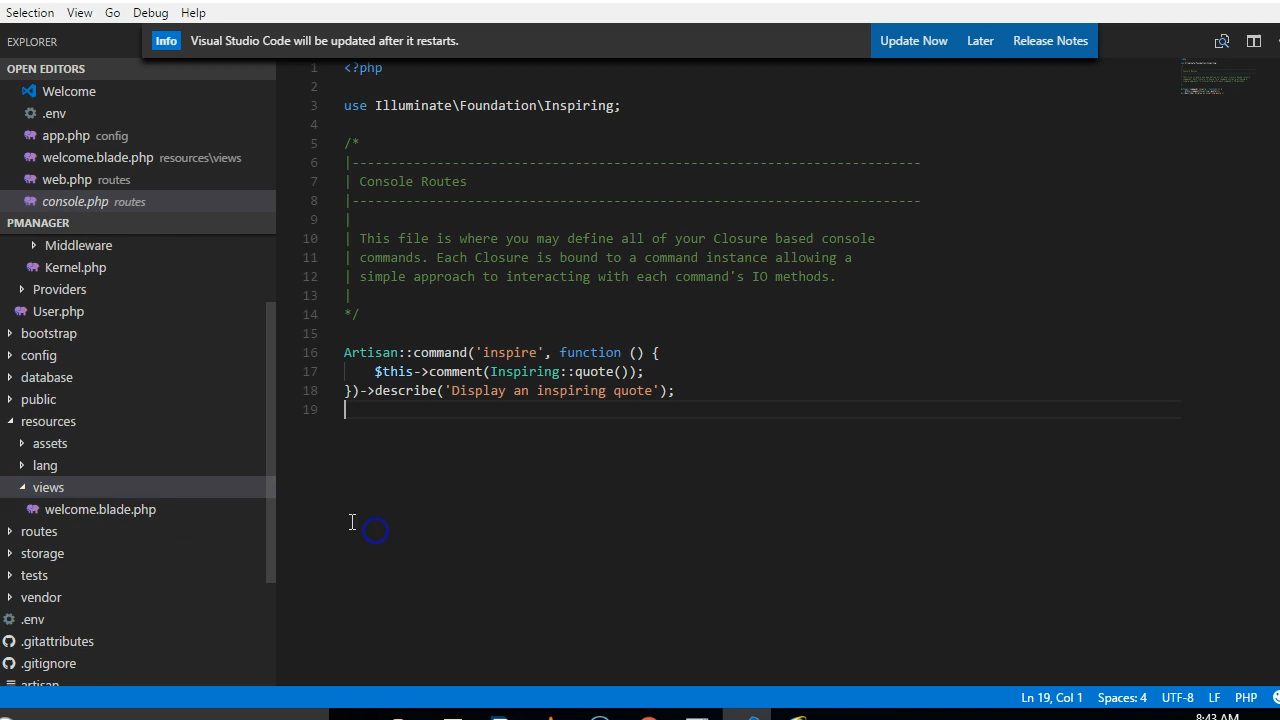 Selection View Go Debug Help
EXPLORER
Info Visual Studio Code will be updated after it restarts. Update Now Later Release Notes
OPEN EDITORS
Welcome
.env
app.php config
welcome.blade.php resources\views
web.php routes
console.php routes
PMANAGER
Middleware
Kernel.php
Providers
User.php
bootstrap
config
database
public
resources
assets
lang
views
welcome.blade.php
routes
storage
tests
vendor
.env
.gitattributes
.gitignore
artisan
1 <?php
2
3 use Illuminate\Foundation\Inspiring;
4
5 /*
6 |--------------------------------------------------------------------------
7 | Console Routes
8 |--------------------------------------------------------------------------
9 |
10 | This file is where you may define all of your Closure based console
11 | commands. Each Closure is bound to a command instance allowing a
12 | simple approach to interacting with each command's IO methods.
13 |
14 */
15
16 Artisan::command('inspire', function () {
17 $this->comment(Inspiring::quote());
18 })->describe('Display an inspiring quote');
19
Ln 19, Col 1 Spaces: 4 UTF-8 LF PHP
8:43 AM